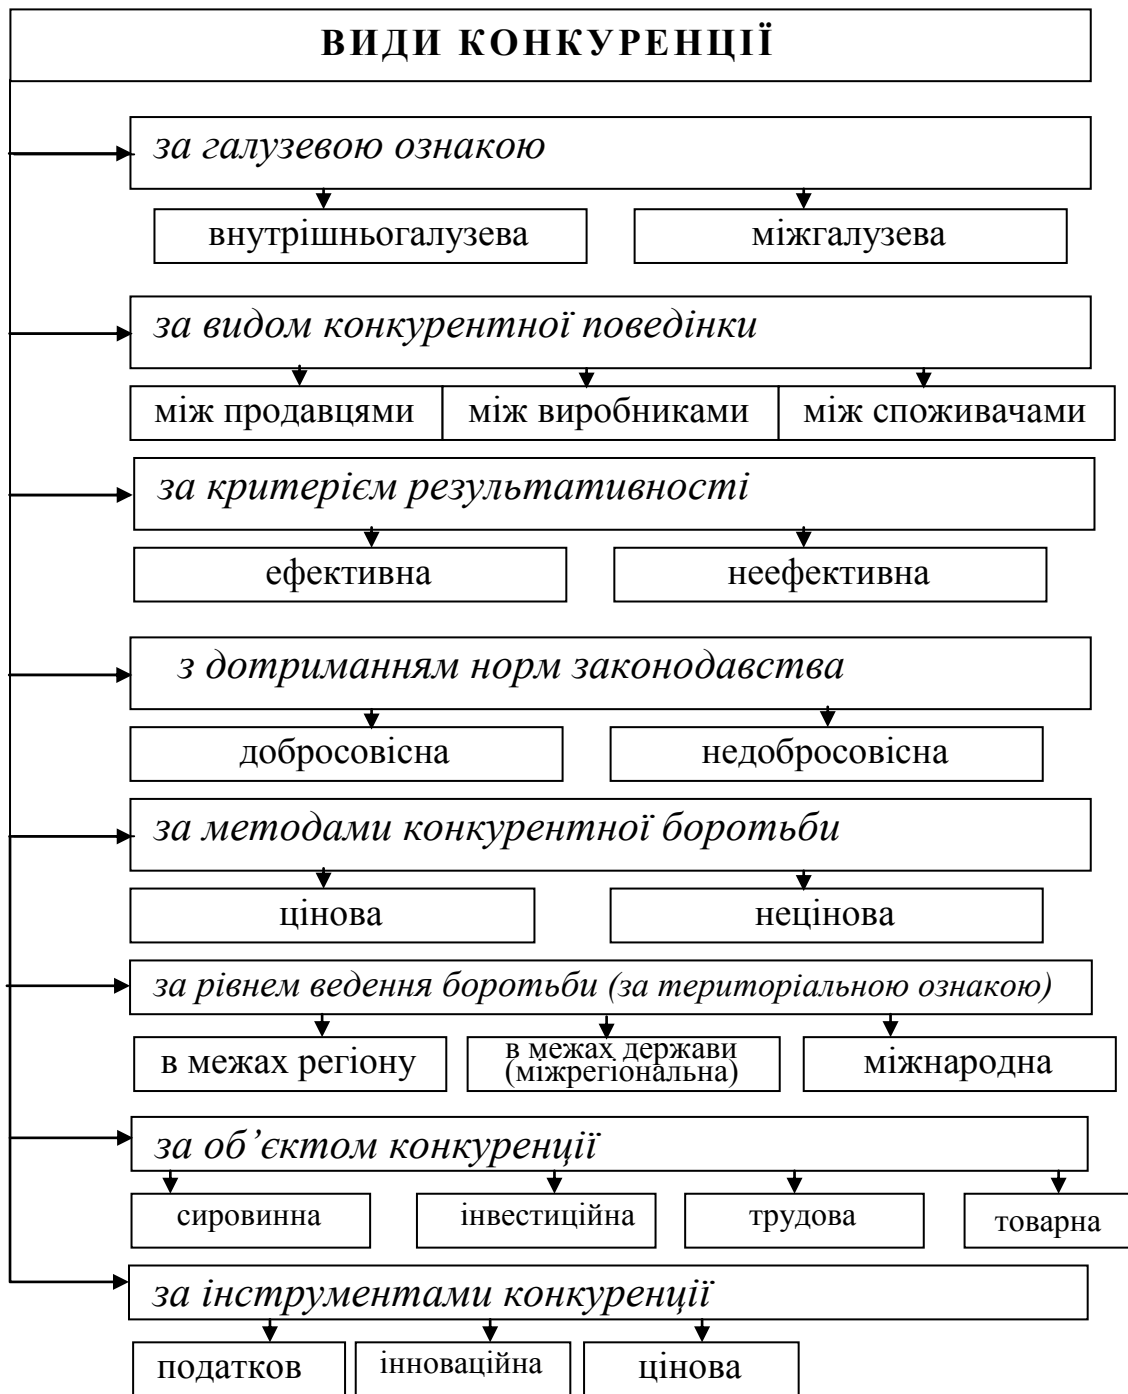 ВИДИ КОНКУРЕНЦІЇ
за галузевою ознакою
внутрішньогалузева
міжгалузева
за видом конкурентної поведінки
між продавцями
між виробниками
між споживачами
за критерієм результативності
ефективна
неефективна
з дотриманням норм законодавства
добросовісна
недобросовісна
за методами конкурентної боротьби
цінова
нецінова
за рівнем ведення боротьби (за територіальною ознакою)
в межах регіону
в межах держави
(міжрегіональна)
міжнародна
за об’єктом конкуренції
сировинна
інвестиційна
трудова
товарна
за інструментами конкуренції
податков
інноваційна
цінова